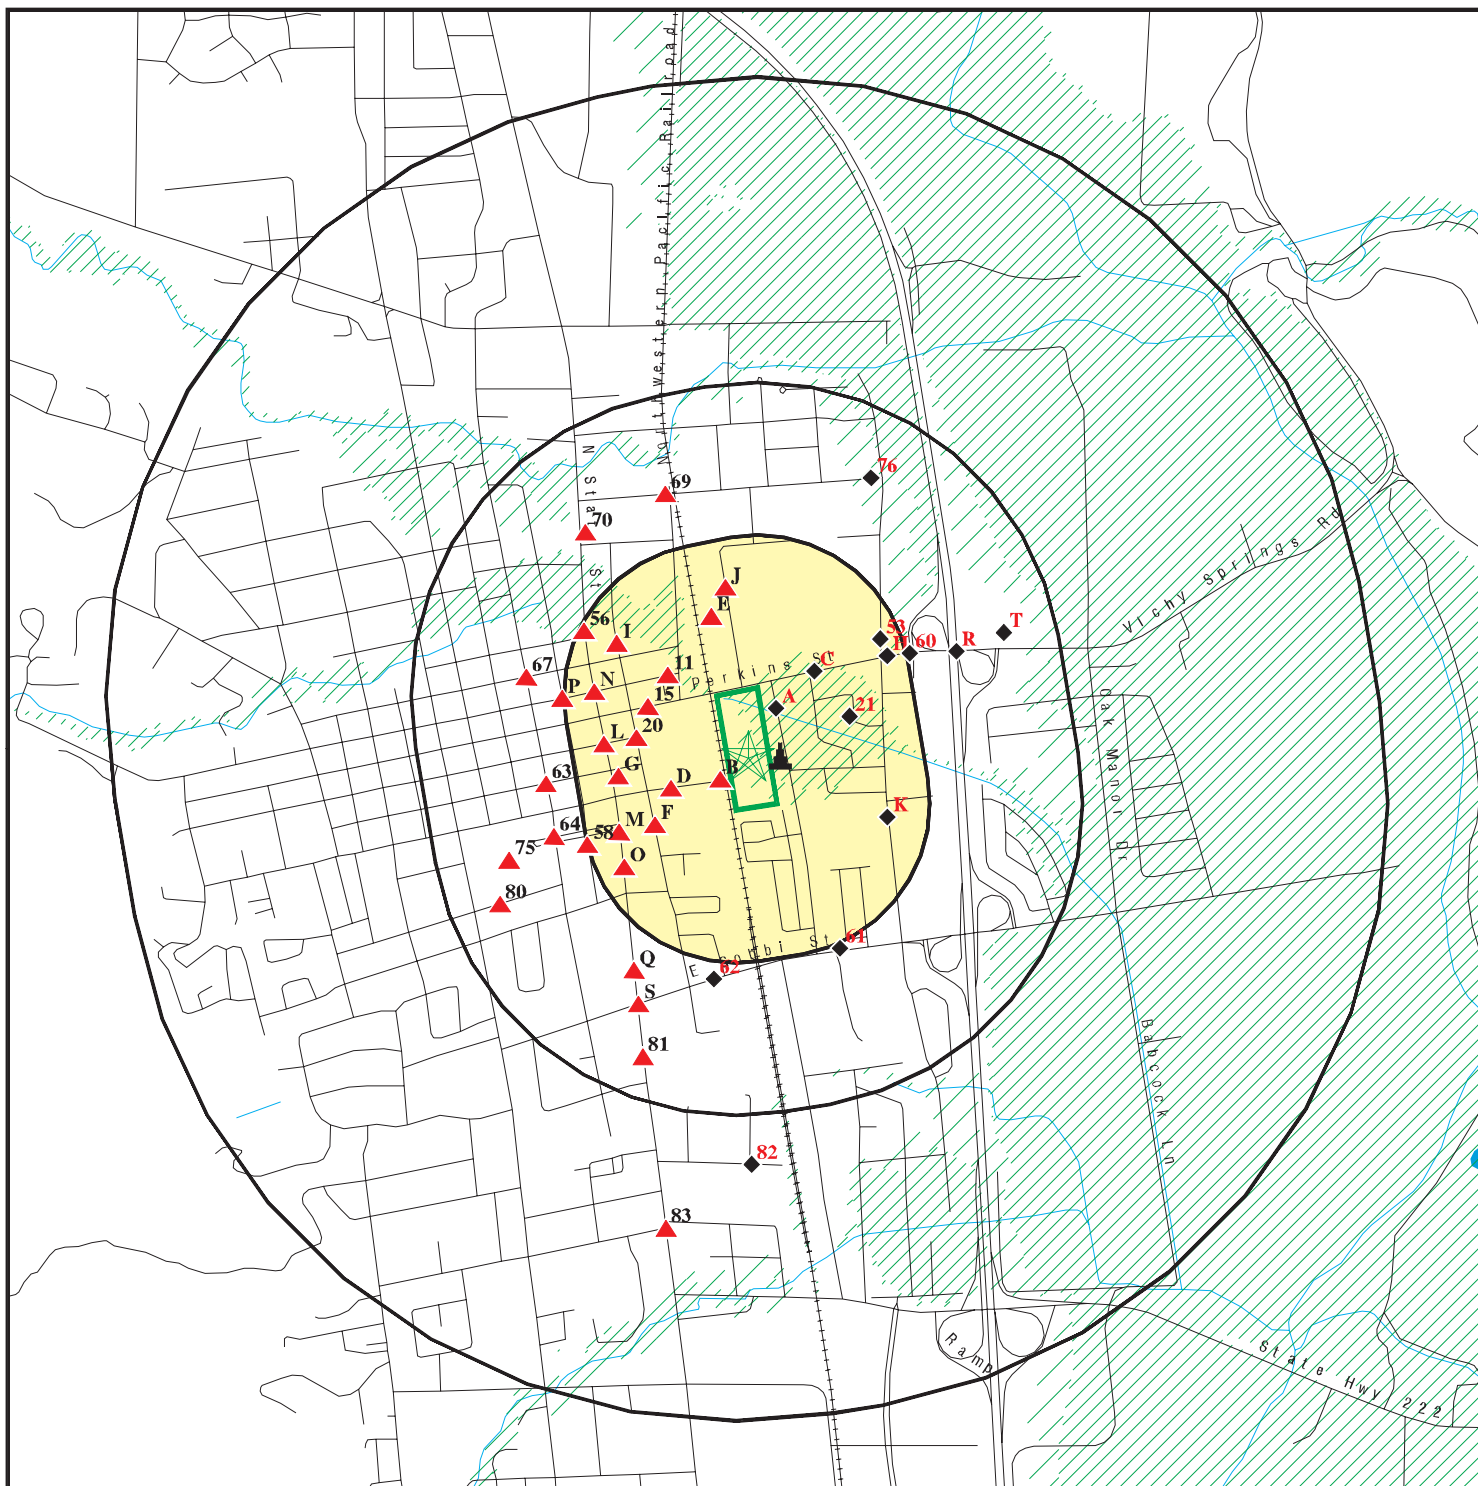 Northwestern Pacific Railroad
N State St
76
69
70
J
E
56
I
53
H
60
R
T
Vichy Springs Rd
67
11
Perkins St
C
P
N
15
A
21
20
L
Oak Manor Dr
63
G
D
B
K
64
58
M
F
75
O
80
E Gobbi St
61
Q
62
S
81
Babcock Ln
82
83
Ramp
State Hwy 222